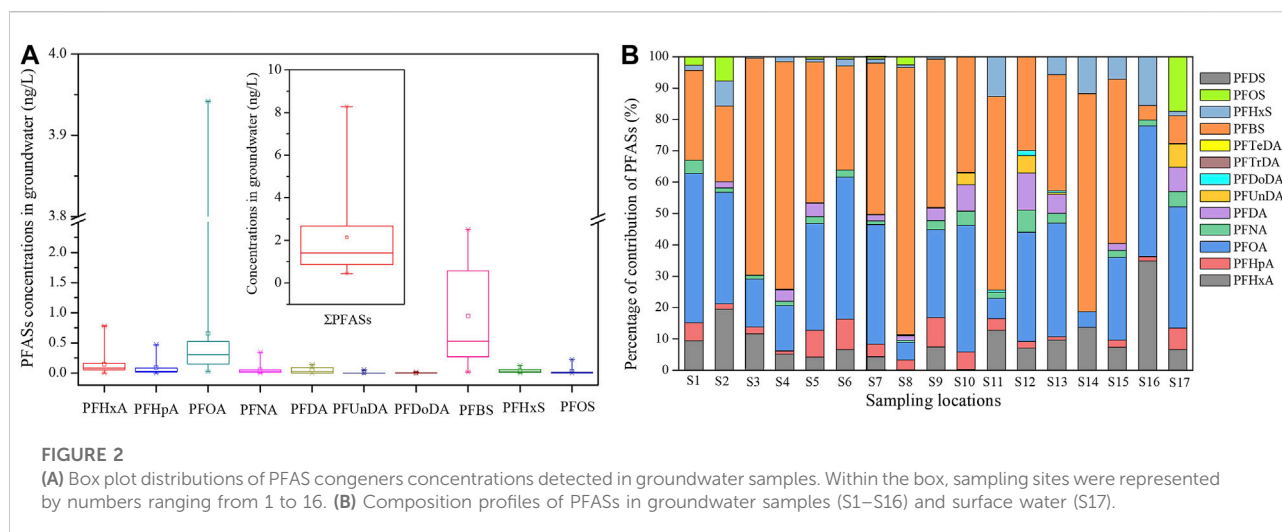 A
PFASs concentrations in groundwater (ng/L)
4.0
3.9
3.8
2.0
1.5
1.0
0.5
0.0
Concentrations in groundwater (ng/L)
10
8
6
4
2
0
ΣPFASs
PFHxA PFHpA PFOA PFNA PFDA PFUnDA PFDoDA PFBS PFHxS PFOS
B
Percentage of contribution of PFASs (%)
100
80
60
40
20
0
S1 S2 S3 S4 S5 S6 S7 S8 S9 S10 S11 S12 S13 S14 S15 S16 S17
Sampling locations
PFDS
PFOS
PFHxS
PFBS
PFTeDA
PFTrDA
PFDoDA
PFUnDA
PFDA
PFNA
PFOA
PFHpA
PFHxA
FIGURE 2
(A) Box plot distributions of PFAS congeners concentrations detected in groundwater samples. Within the box, sampling sites were represented
by numbers ranging from 1 to 16. (B) Composition profiles of PFASs in groundwater samples (S1–S16) and surface water (S17).